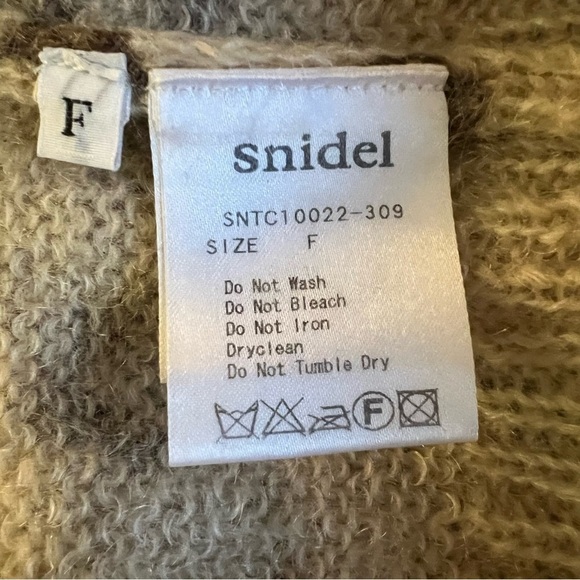 F
snidel
SNTC10022-309
SIZE F
Do Not Wash
Do Not Bleach
Do Not Iron
Dryclean
Do Not Tumble Dry
F